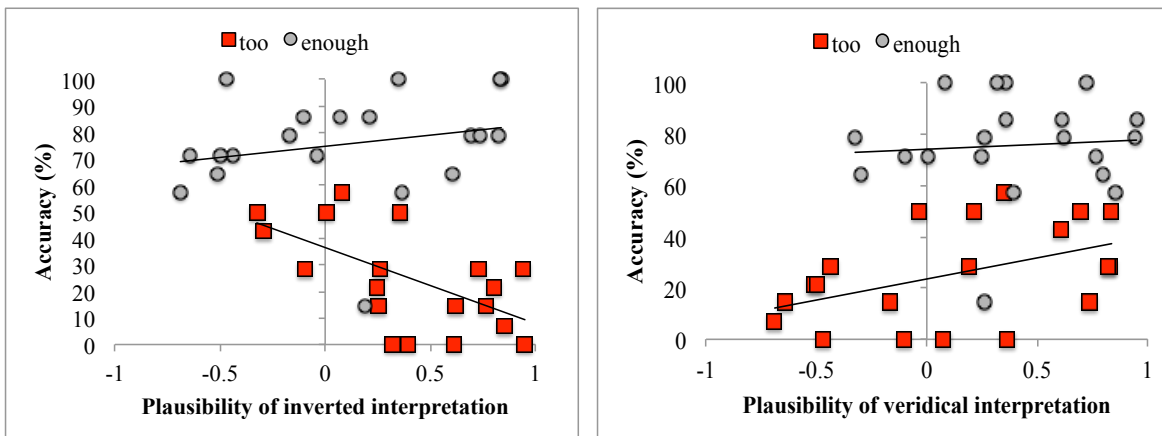 too enough
100
90
80
70
60
50
40
30
20
10
0
Accuracy (%)
-1 -0.5 0 0.5 1
Plausibility of inverted interpretation
too enough
100
80
60
40
20
0
Accuracy (%)
-1 -0.5 0 0.5 1
Plausibility of veridical interpretation